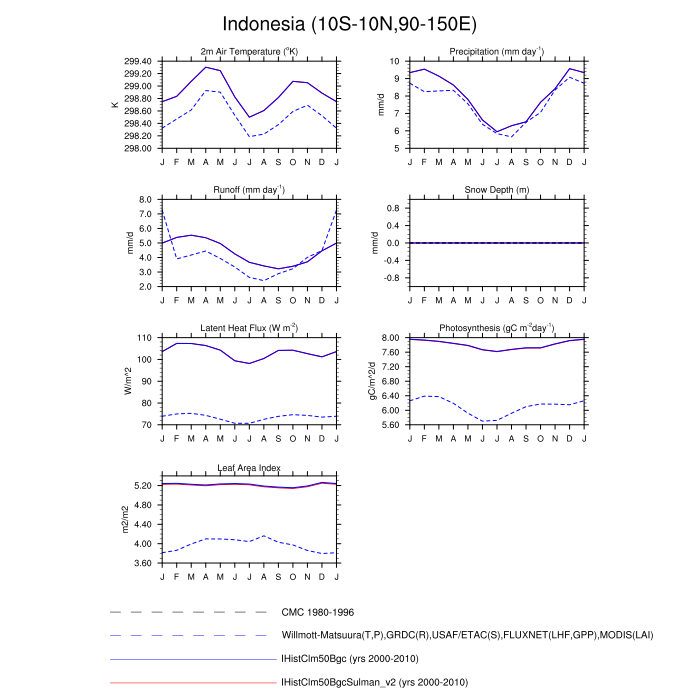 Indonesia (10S-10N,90-150E)
2m Air Temperature (°K)
299.40
299.20
299.00
298.80
298.60
298.40
298.20
298.00
K
J F M A M J J A S O N D J
Precipitation (mm day⁻¹)
10
9
8
7
6
5
mm/d
J F M A M J J A S O N D J
Runoff (mm day⁻¹)
8.0
7.0
6.0
5.0
4.0
3.0
2.0
mm/d
J F M A M J J A S O N D J
Snow Depth (m)
0.8
0.4
0.0
-0.4
-0.8
mm/d
J F M A M J J A S O N D J
Latent Heat Flux (W m⁻²)
110
100
90
80
70
W/m^2
J F M A M J J A S O N D J
Photosynthesis (gC m⁻²day⁻¹)
8.00
7.60
7.20
6.80
6.40
6.00
5.60
gC/m^2/d
J F M A M J J A S O N D J
Leaf Area Index
5.20
4.80
4.40
4.00
3.60
m2/m2
J F M A M J J A S O N D J
CMC 1980-1996
Willmott-Matsuura(T,P),GRDC(R),USAF/ETAC(S),FLUXNET(LHF,GPP),MODIS(LAI)
IHistClm50Bgc (yrs 2000-2010)
IHistClm50BgcSulman_v2 (yrs 2000-2010)